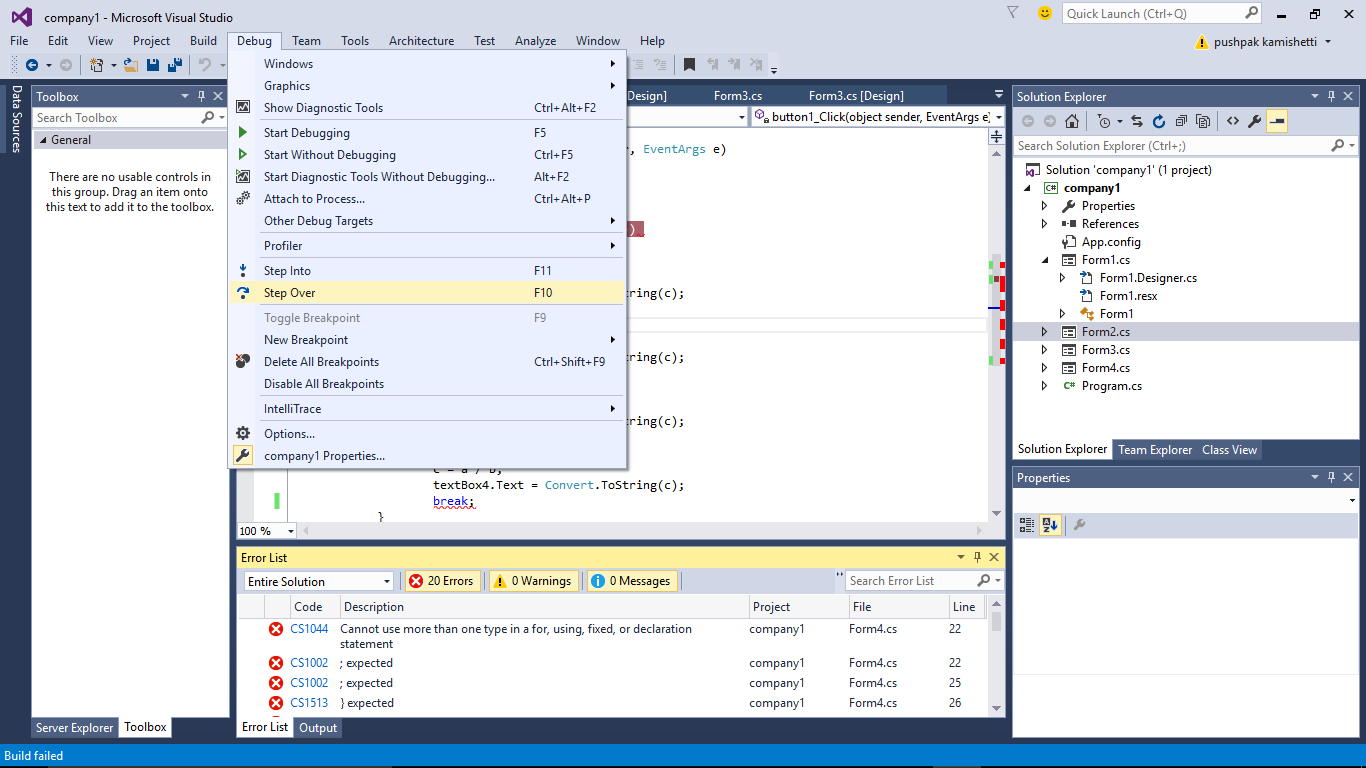 company1 - Microsoft Visual Studio
Quick Launch (Ctrl+Q)
File Edit View Project Build Debug Team Tools Architecture Test Analyze Window Help
pushpak kamishetti
Data Sources
Toolbox
Search Toolbox
General
There are no usable controls in
this group. Drag an item onto
this text to add it to the toolbox.
Server Explorer Toolbox
Windows
Graphics
Show Diagnostic Tools Ctrl+Alt+F2
Start Debugging F5
Start Without Debugging Ctrl+F5
Start Diagnostic Tools Without Debugging... Alt+F2
Attach to Process... Ctrl+Alt+P
Other Debug Targets
Profiler
Step Into F11
Step Over F10
Toggle Breakpoint F9
New Breakpoint
Delete All Breakpoints Ctrl+Shift+F9
Disable All Breakpoints
IntelliTrace
Options...
company1 Properties...
Design] Form3.cs Form3.cs [Design]
button1_Click(object sender, EventArgs e)
, EventArgs e)
)
ring(c);
ring(c);
ring(c);
textBox4.Text = Convert.ToString(c);
break;
}
100 %
Error List
Entire Solution 20 Errors 0 Warnings 0 Messages Search Error List
Code Description Project File Line
CS1044 Cannot use more than one type in a for, using, fixed, or declaration company1 Form4.cs 22
statement
CS1002 ; expected company1 Form4.cs 22
CS1002 ; expected company1 Form4.cs 25
CS1513 } expected company1 Form4.cs 26
Error List Output
Solution Explorer
Search Solution Explorer (Ctrl+;)
Solution 'company1' (1 project)
company1
Properties
References
App.config
Form1.cs
Form1.Designer.cs
Form1.resx
Form1
Form2.cs
Form3.cs
Form4.cs
Program.cs
Solution Explorer Team Explorer Class View
Properties
Build failed